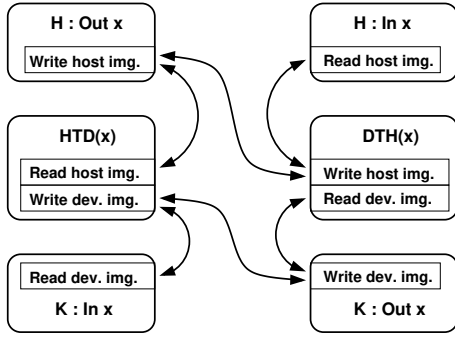 H : Out x
Write host img.
H : In x
Read host img.
HTD(x)
Read host img.
Write dev. img.
DTH(x)
Write host img.
Read dev. img.
Read dev. img.
K : In x
Write dev. img.
K : Out x